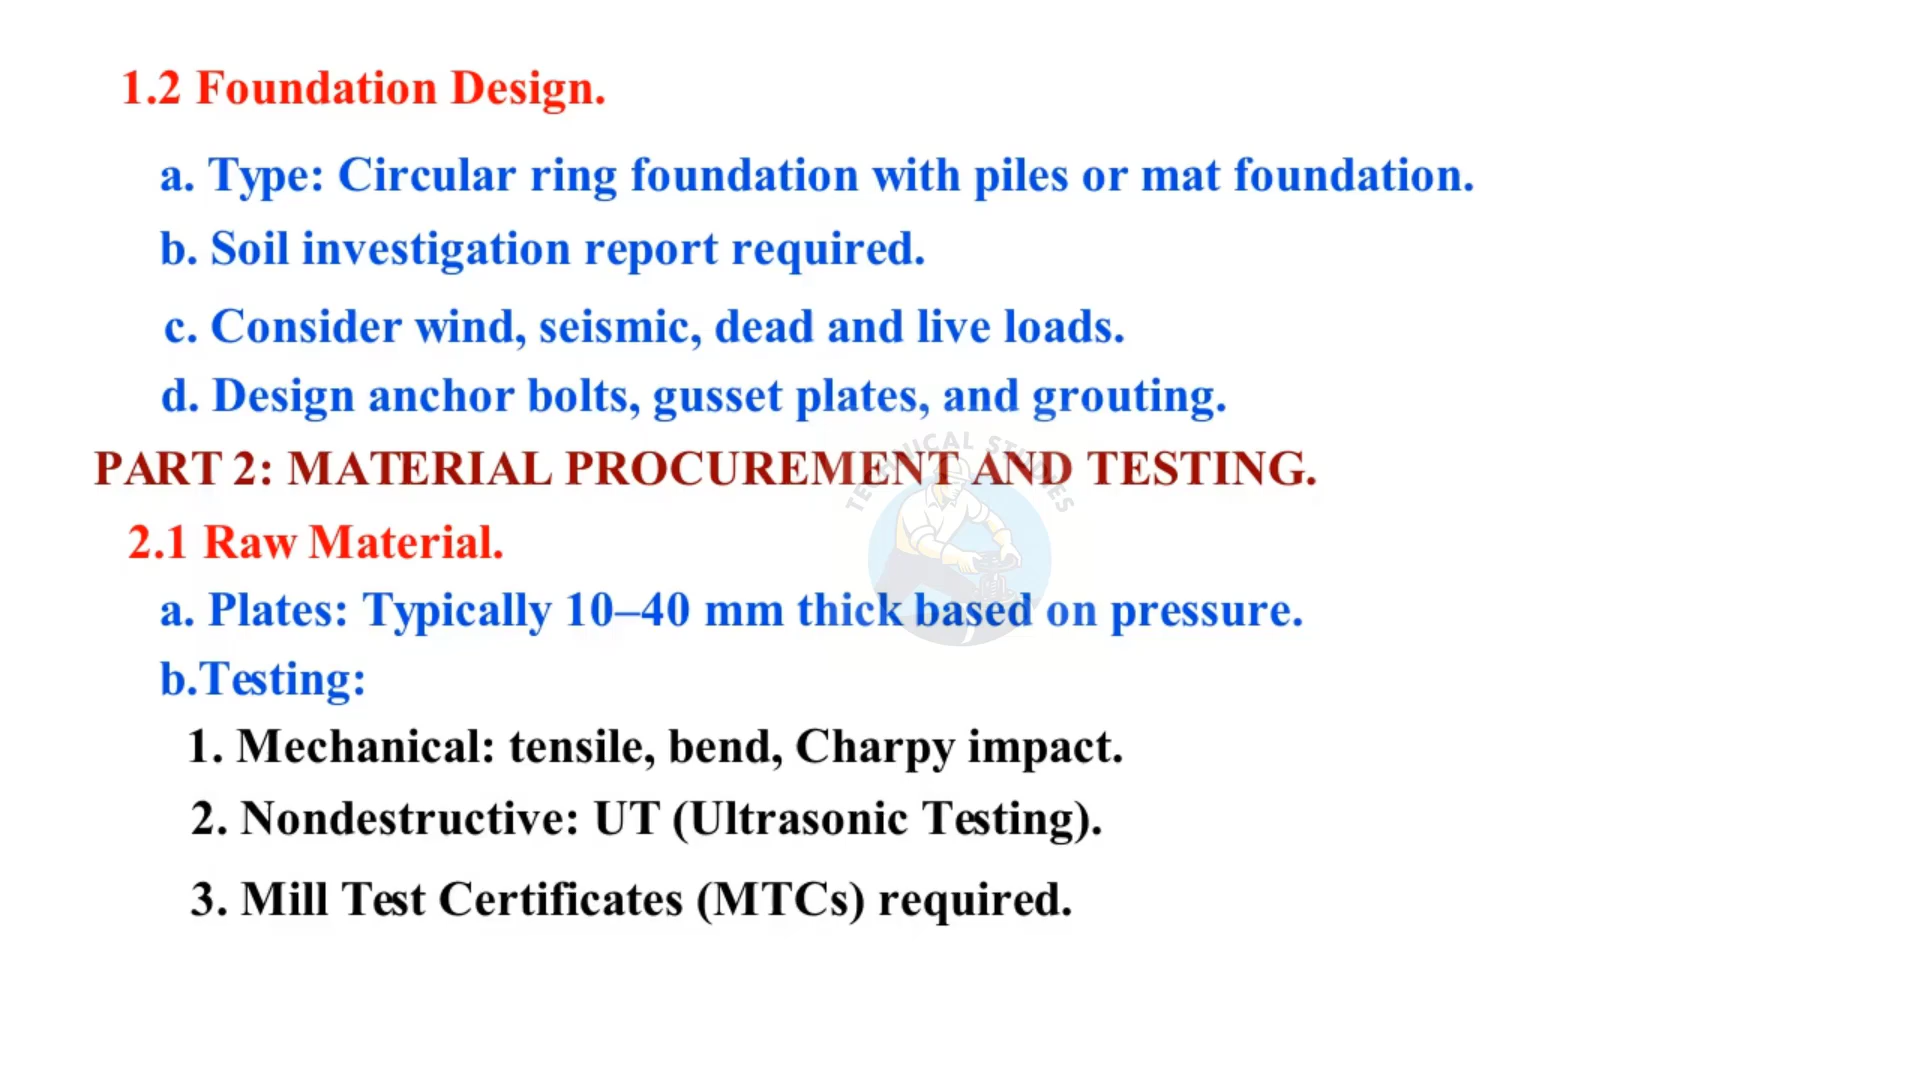 1.2 Foundation Design.
a. Type: Circular ring foundation with piles or mat foundation.
b. Soil investigation report required.
c. Consider wind, seismic, dead and live loads.
d. Design anchor bolts, gusset plates, and grouting.
PART 2: MATERIAL PROCUREMENT AND TESTING.
TECHNICAL STUDIES
2.1 Raw Material.
a. Plates: Typically 10–40 mm thick based on pressure.
b.Testing:
1. Mechanical: tensile, bend, Charpy impact.
2. Nondestructive: UT (Ultrasonic Testing).
3. Mill Test Certificates (MTCs) required.